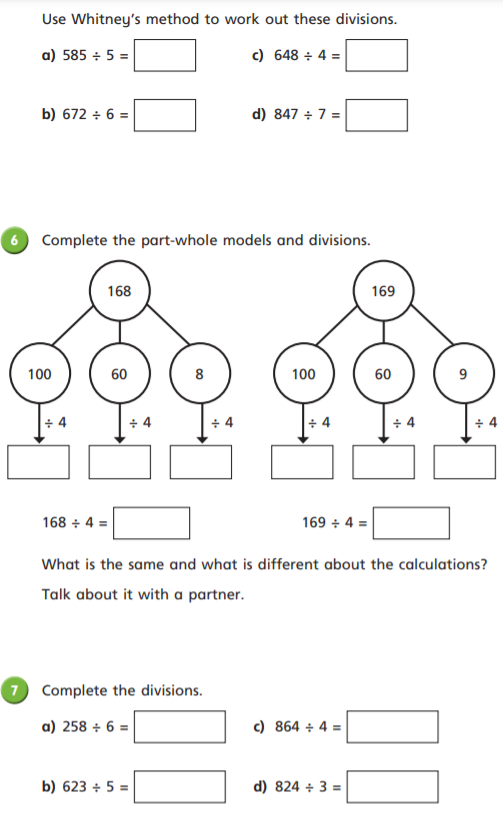 Use Whitney's method to work out these divisions.
a) 585 ÷ 5 =
c) 648 ÷ 4 =
b) 672 ÷ 6 =
d) 847 ÷ 7 =
6 Complete the part-whole models and divisions.
168
169
100 60 8
100 60 9
÷ 4 ÷ 4 ÷ 4
÷ 4 ÷ 4 ÷ 4
168 ÷ 4 =
169 ÷ 4 =
What is the same and what is different about the calculations?
Talk about it with a partner.
7 Complete the divisions.
a) 258 ÷ 6 =
c) 864 ÷ 4 =
b) 623 ÷ 5 =
d) 824 ÷ 3 =